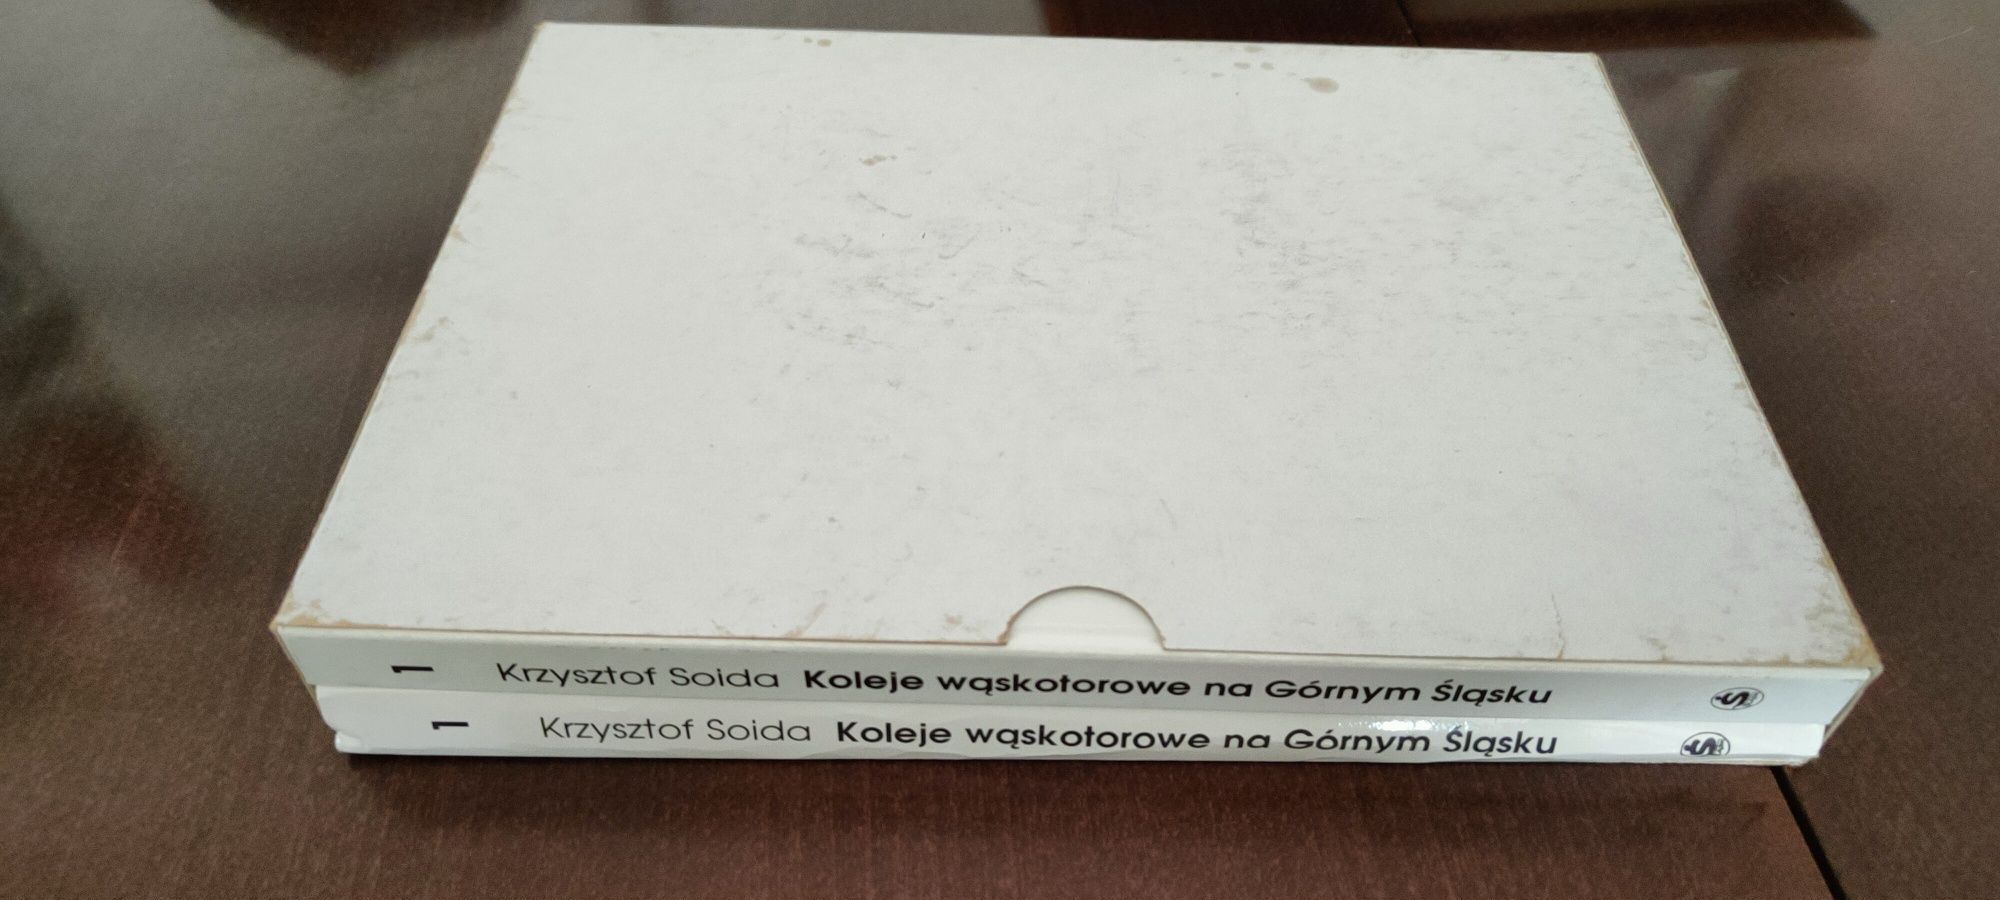 1 Krzysztof Soida Koleje wąskotorowe na Górnym Śląsku
1 Krzysztof Soida Koleje wąskotorowe na Górnym Śląsku